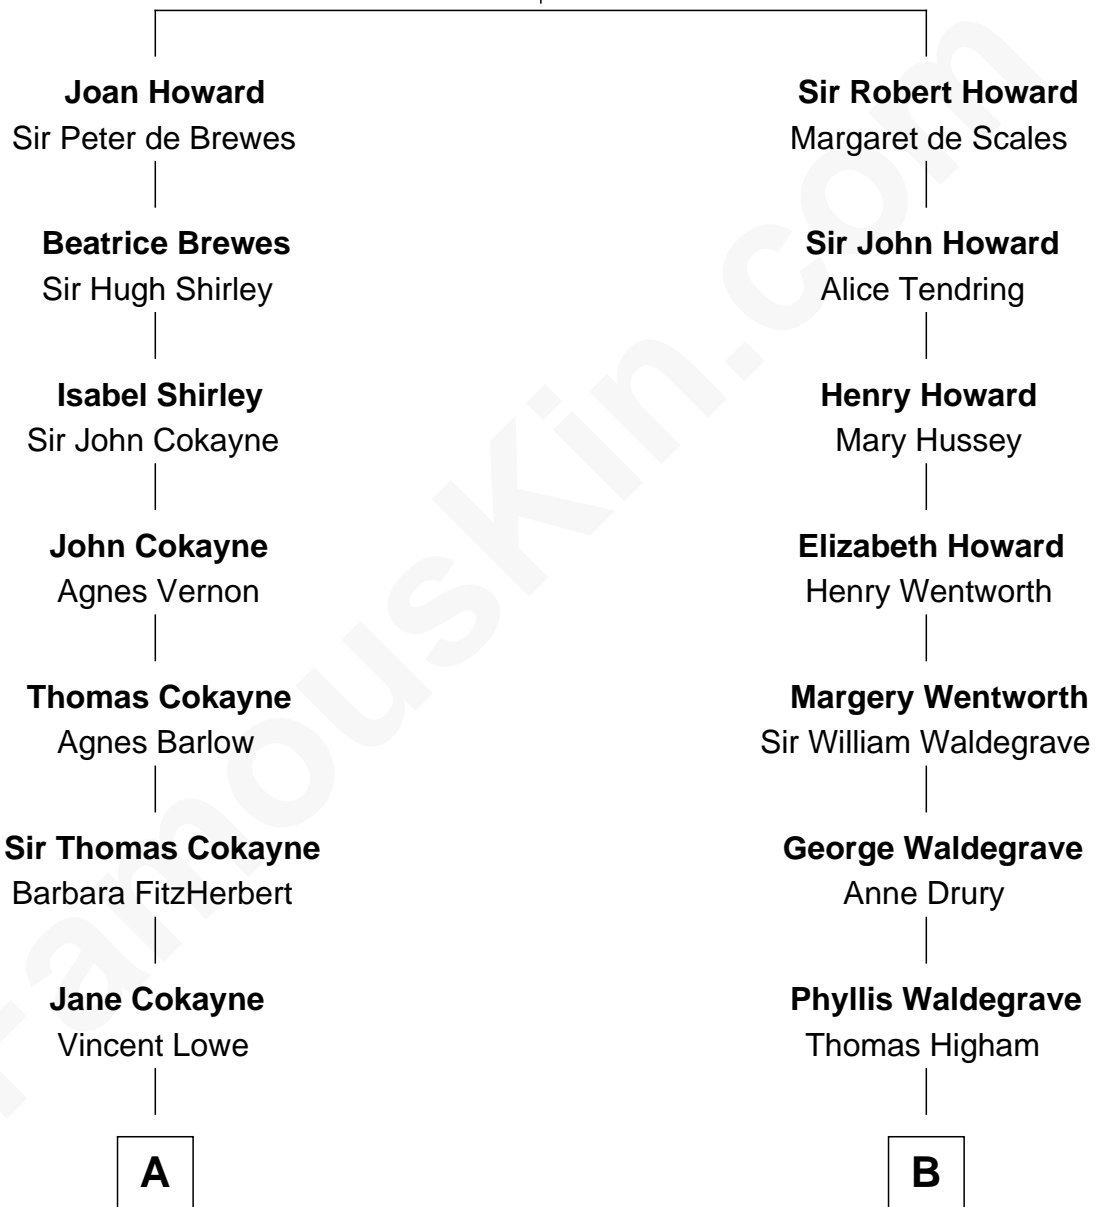 Joan Howard
Sir Peter de Brewes
Beatrice Brewes
Sir Hugh Shirley
Isabel Shirley
Sir John Cokayne
John Cokayne
Agnes Vernon
Thomas Cokayne
Agnes Barlow
Sir Thomas Cokayne
Barbara FitzHerbert
Jane Cokayne
Vincent Lowe
A
Sir Robert Howard
Margaret de Scales
Sir John Howard
Alice Tendring
Henry Howard
Mary Hussey
Elizabeth Howard
Henry Wentworth
Margery Wentworth
Sir William Waldegrave
George Waldegrave
Anne Drury
Phyllis Waldegrave
Thomas Higham
B
FamousKin.com